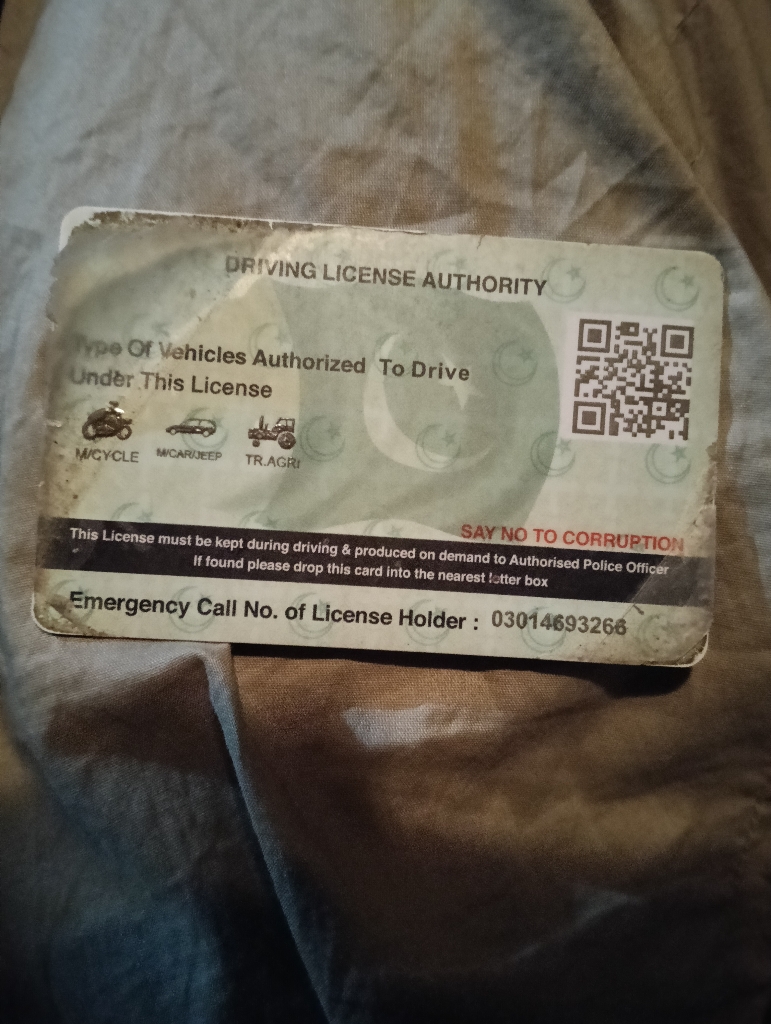 DRIVING LICENSE AUTHORITY
Type Of Vehicles Authorized To Drive
Under This License
M/CYCLE M/CAR/JEEP TR.AGRI
SAY NO TO CORRUPTION
This License must be kept during driving & produced on demand to Authorised Police Officer
If found please drop this card into the nearest letter box
Emergency Call No. of License Holder : 03014693266